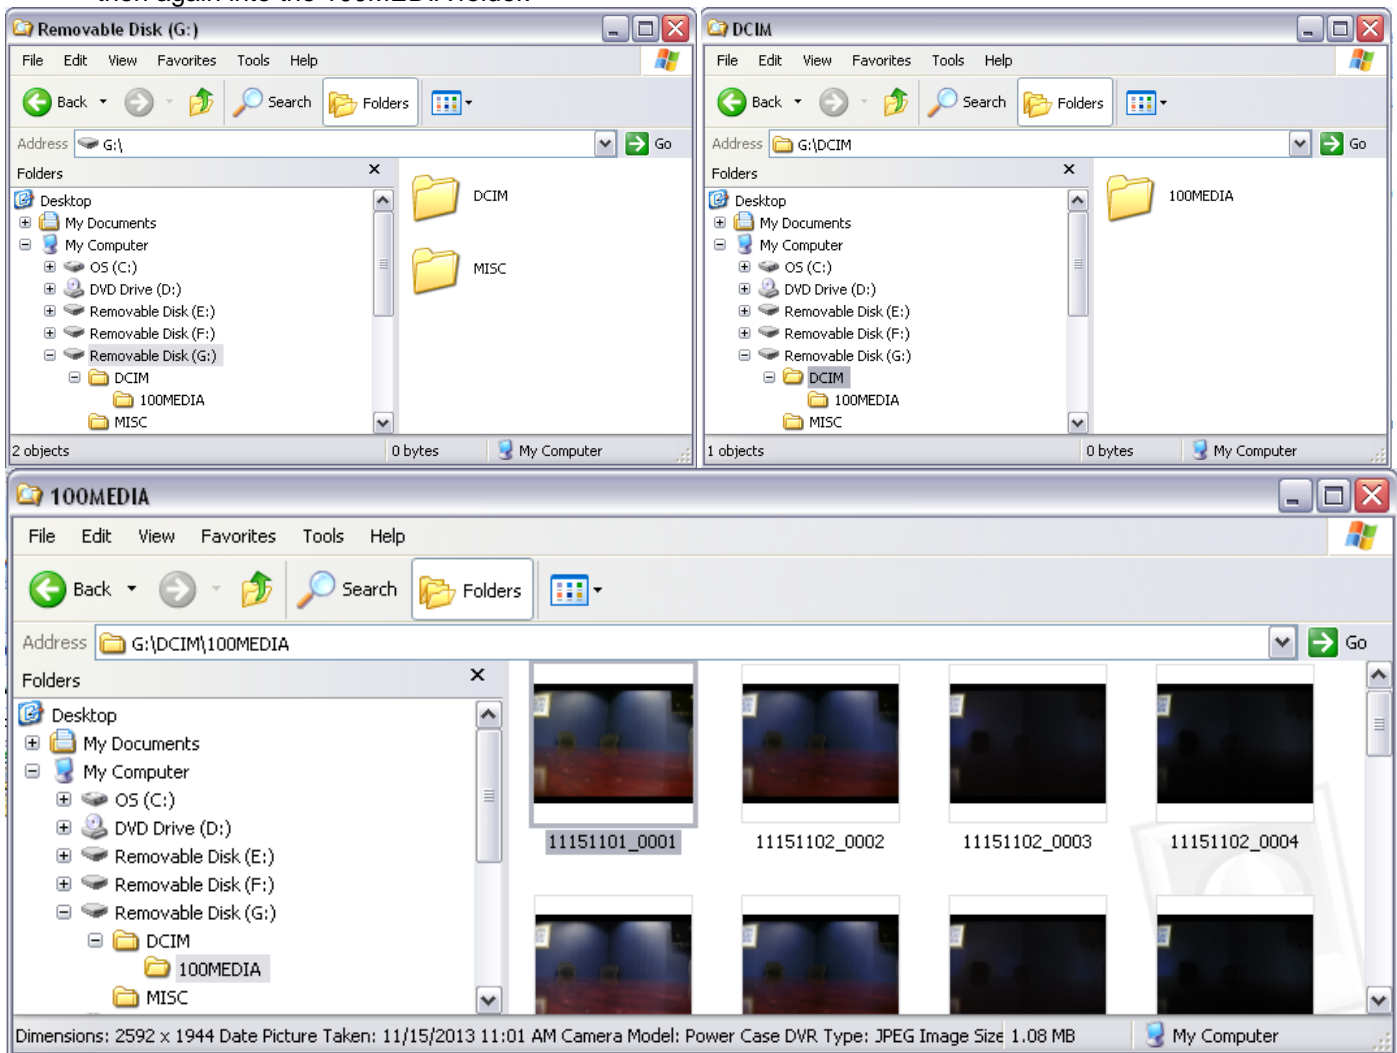 then again into the 100MEDIA folder.
Removable Disk (G:)
File Edit View Favorites Tools Help
Back Search Folders
Address G:\ Go
Folders
Desktop
My Documents
My Computer
OS (C:)
DVD Drive (D:)
Removable Disk (E:)
Removable Disk (F:)
Removable Disk (G:)
DCIM
100MEDIA
MISC
DCIM
MISC
2 objects 0 bytes My Computer
DCIM
File Edit View Favorites Tools Help
Back Search Folders
Address G:\DCIM Go
Folders
Desktop
My Documents
My Computer
OS (C:)
DVD Drive (D:)
Removable Disk (E:)
Removable Disk (F:)
Removable Disk (G:)
DCIM
100MEDIA
MISC
100MEDIA
1 objects 0 bytes My Computer
100MEDIA
File Edit View Favorites Tools Help
Back Search Folders
Address G:\DCIM\100MEDIA Go
Folders
Desktop
My Documents
My Computer
OS (C:)
DVD Drive (D:)
Removable Disk (E:)
Removable Disk (F:)
Removable Disk (G:)
DCIM
100MEDIA
MISC
11151101_0001 11151102_0002 11151102_0003 11151102_0004
Dimensions: 2592 x 1944 Date Picture Taken: 11/15/2013 11:01 AM Camera Model: Power Case DVR Type: JPEG Image Size 1.08 MB My Computer